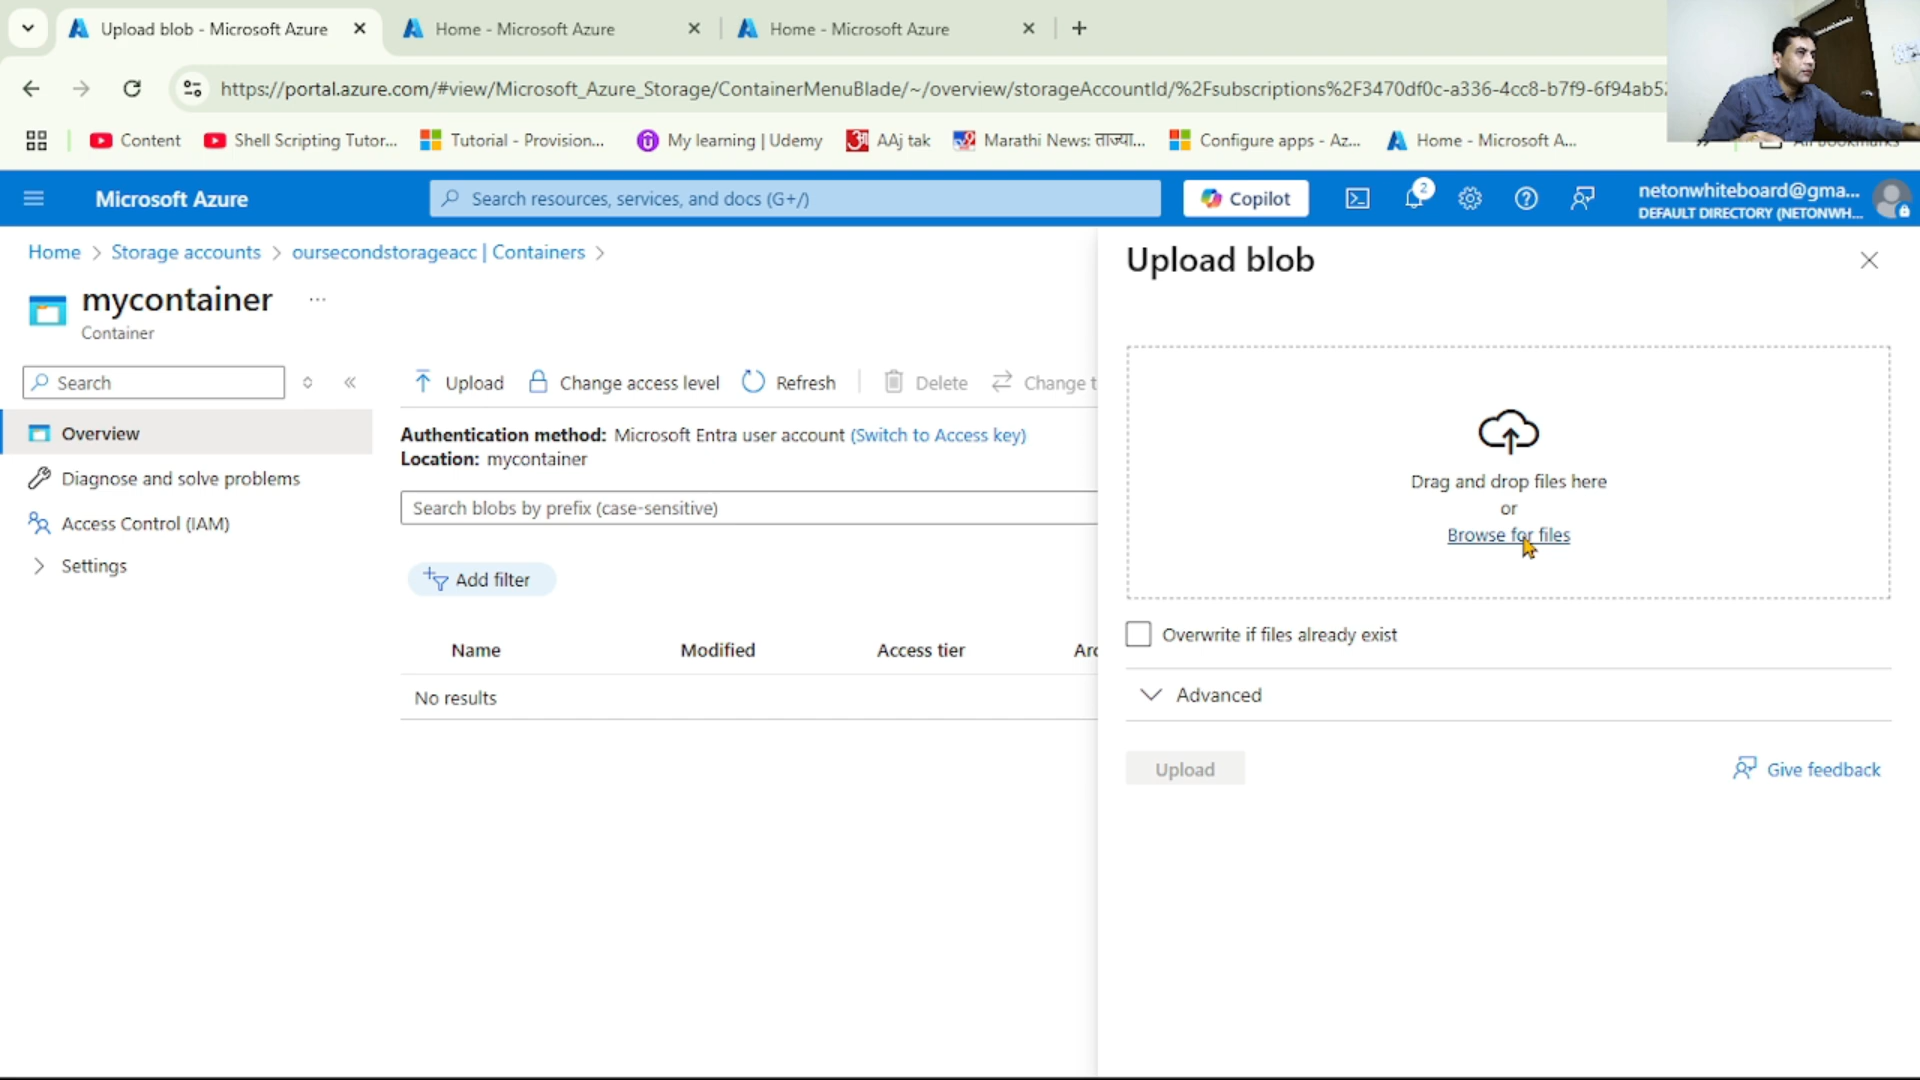 Upload blob - Microsoft Azure
Home - Microsoft Azure
Home - Microsoft Azure
https://portal.azure.com/#view/Microsoft_Azure_Storage/ContainerMenuBlade/~/overview/storageAccountId/%2Fsubscriptions%2F3470df0c-a336-4cc8-b7f9-6f94ab5
Content
Shell Scripting Tutor...
Tutorial - Provision...
My learning | Udemy
AAj tak
Marathi News: ताज्या...
Configure apps - Az...
Home - Microsoft A...
Microsoft Azure
Search resources, services, and docs (G+/)
Copilot
2
netonwhiteboard@gma...
DEFAULT DIRECTORY (NETONWH...
Home > Storage accounts > oursecondstorageacc | Containers >
mycontainer ...
Container
Search
Overview
Diagnose and solve problems
Access Control (IAM)
Settings
Upload
Change access level
Refresh
Delete
Change t
Authentication method: Microsoft Entra user account (Switch to Access key)
Location: mycontainer
Search blobs by prefix (case-sensitive)
Add filter
Name Modified Access tier Arc
No results
Upload blob
Drag and drop files here
or
Browse for files
Overwrite if files already exist
Advanced
Upload
Give feedback